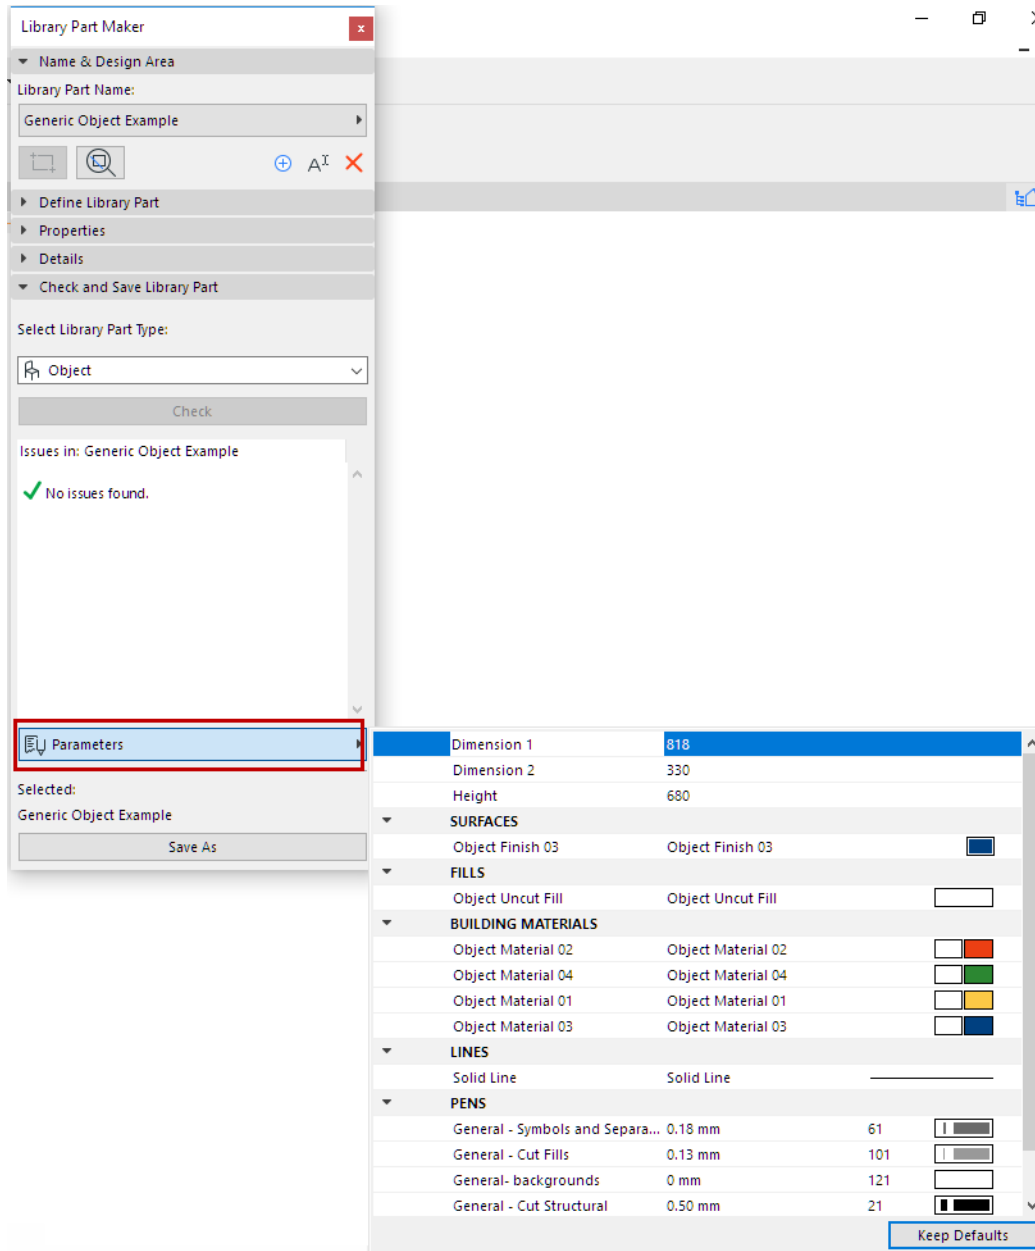 Library Part Maker
Name & Design Area
Library Part Name:
Generic Object Example
Define Library Part
Properties
Details
Check and Save Library Part
Select Library Part Type:
Object
Check
Issues in: Generic Object Example
No issues found.
Parameters
Selected:
Generic Object Example
Save As
Dimension 1 818
Dimension 2 330
Height 680
SURFACES
Object Finish 03 Object Finish 03
FILLS
Object Uncut Fill Object Uncut Fill
BUILDING MATERIALS
Object Material 02 Object Material 02
Object Material 04 Object Material 04
Object Material 01 Object Material 01
Object Material 03 Object Material 03
LINES
Solid Line Solid Line
PENS
General - Symbols and Separa... 0.18 mm 61
General - Cut Fills 0.13 mm 101
General- backgrounds 0 mm 121
General - Cut Structural 0.50 mm 21
Keep Defaults